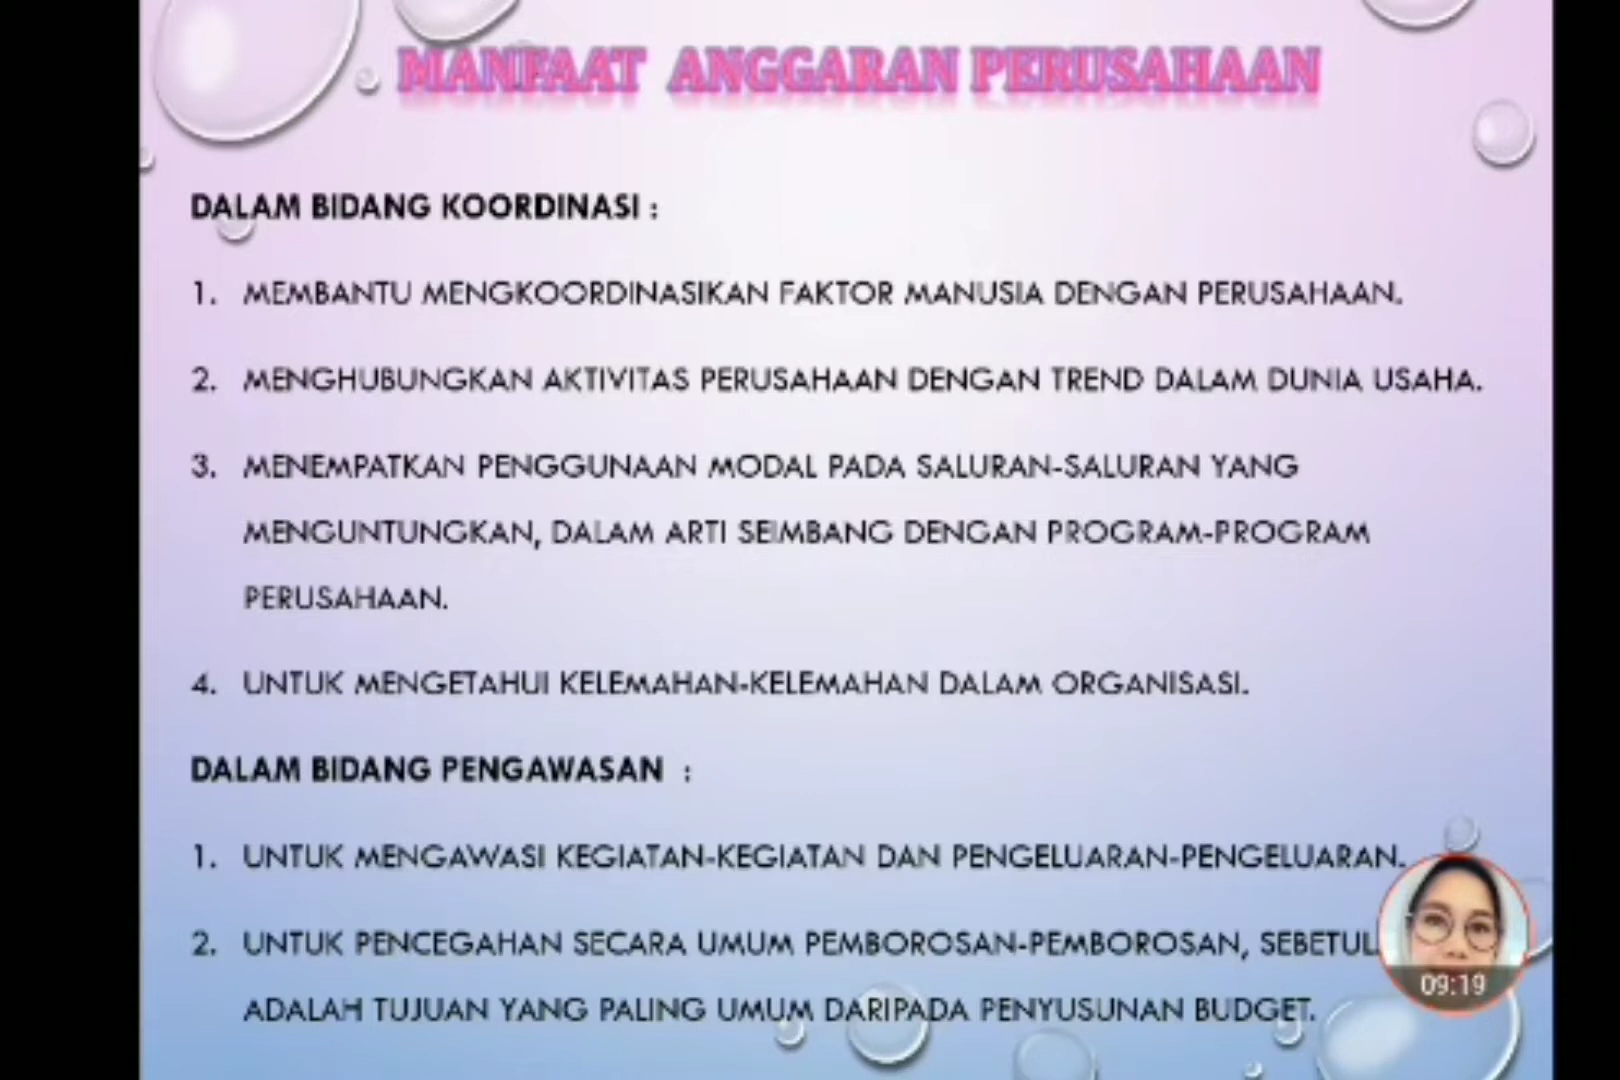 MANFAAT ANGGARAN PERUSAHAAN
DALAM BIDANG KOORDINASI :
1. MEMBANTU MENGKOORDINASIKAN FAKTOR MANUSIA DENGAN PERUSAHAAN.
2. MENGHUBUNGKAN AKTIVITAS PERUSAHAAN DENGAN TREND DALAM DUNIA USAHA.
3. MENEMPATKAN PENGGUNAAN MODAL PADA SALURAN-SALURAN YANG
MENGUNTUNGKAN, DALAM ARTI SEIMBANG DENGAN PROGRAM-PROGRAM
PERUSAHAAN.
4. UNTUK MENGETAHUI KELEMAHAN-KELEMAHAN DALAM ORGANISASI.
DALAM BIDANG PENGAWASAN :
1. UNTUK MENGAWASI KEGIATAN-KEGIATAN DAN PENGELUARAN-PENGELUARAN.
2. UNTUK PENCEGAHAN SECARA UMUM PEMBOROSAN-PEMBOROSAN, SEBETUL
ADALAH TUJUAN YANG PALING UMUM DARIPADA PENYUSUNAN BUDGET.
09:19